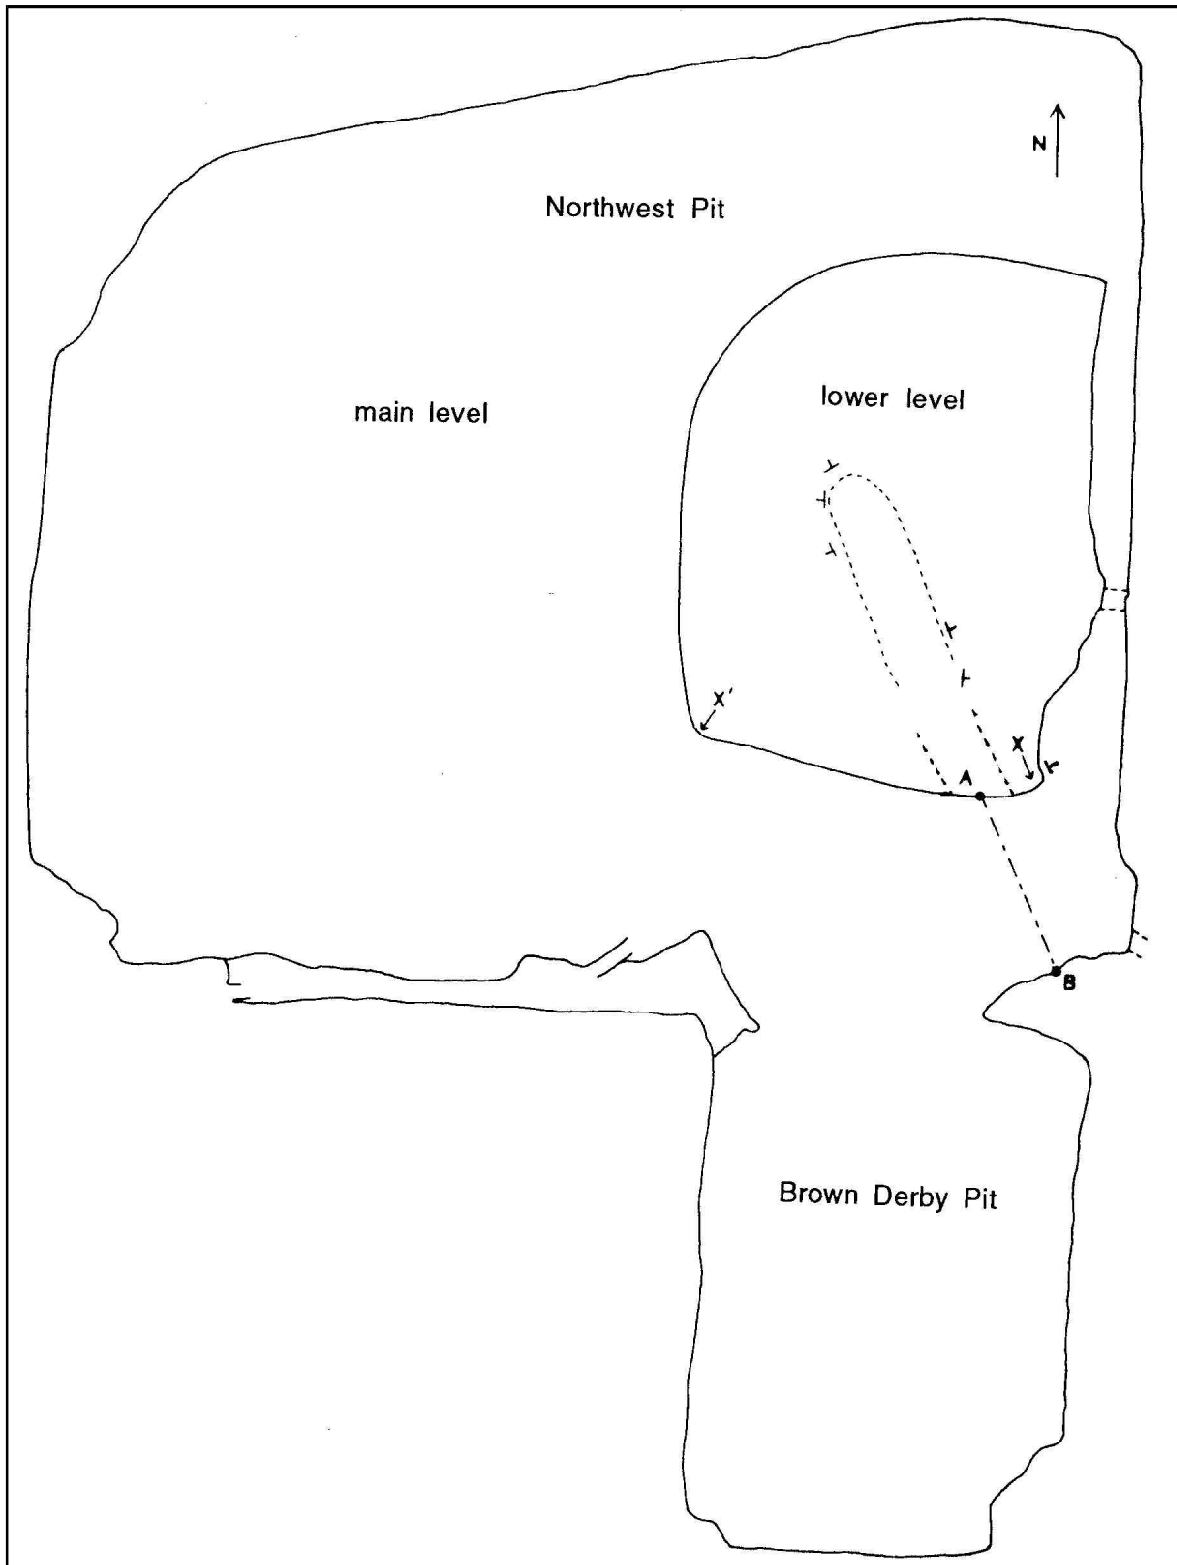 N
Northwest Pit
main level
lower level
X'
X
A
B
Brown Derby Pit